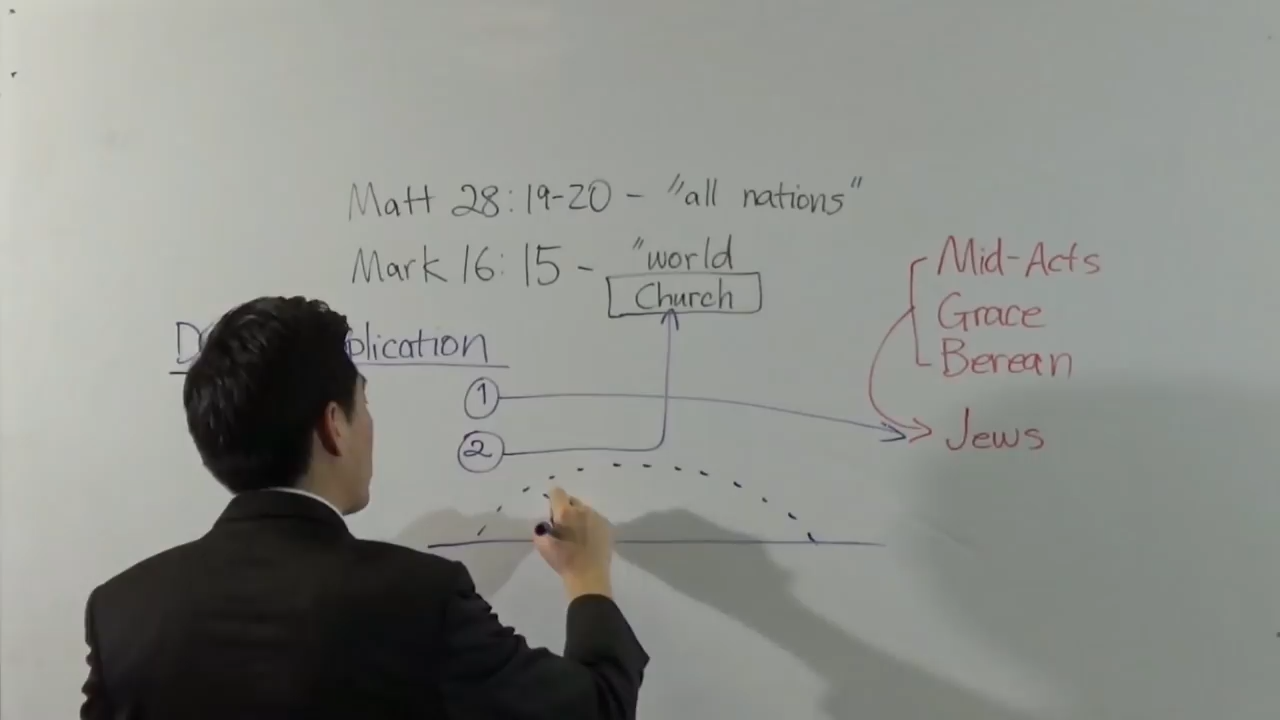 Matt 28:19-20 - "all nations"
Mark 16:15 - "world
Church
Mid-Acts
Grace
Berean
plication
1
2
Jews